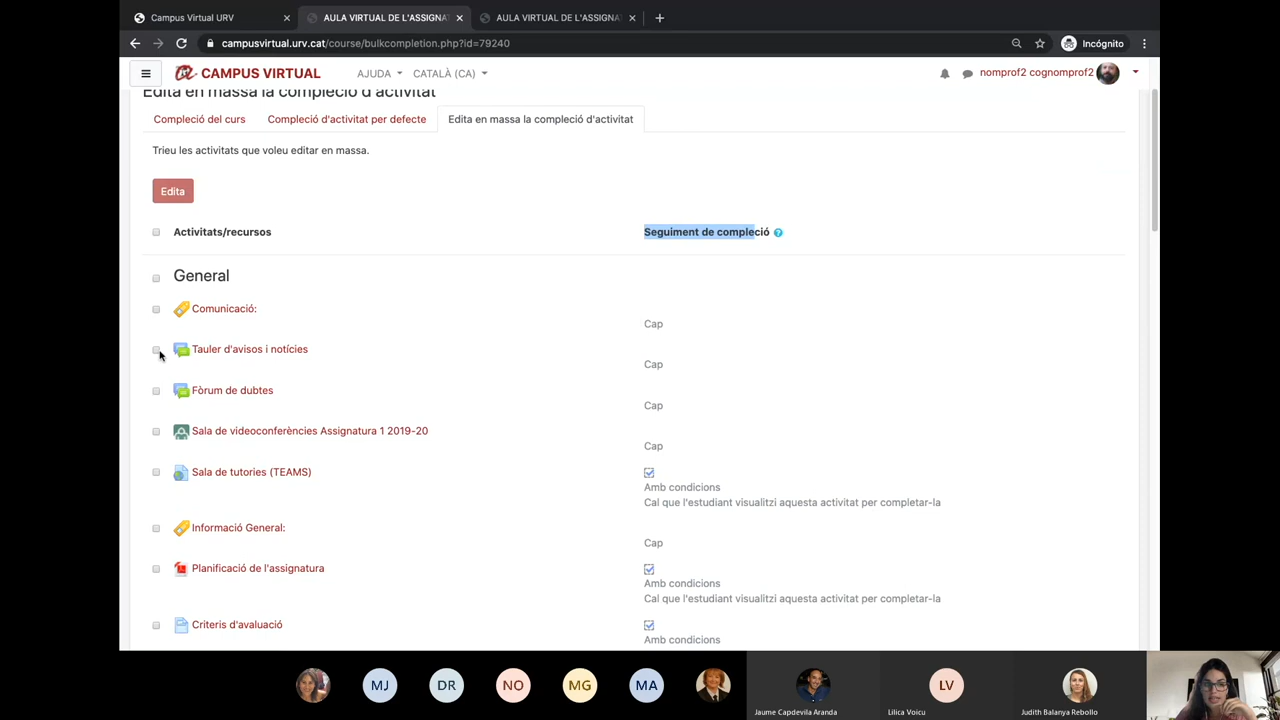 Campus Virtual URV
AULA VIRTUAL DE L'ASSIGNA
AULA VIRTUAL DE L'ASSIGNA
campusvirtual.urv.cat/course/bulkcompletion.php?id=79240
Incógnito
CAMPUS VIRTUAL
AJUDA
CATALÀ (CA)
nomprof2 cognomprof2
Edita en massa la compleció d'activitat
Compleció del curs
Compleció d'activitat per defecte
Edita en massa la compleció d'activitat
Trieu les activitats que voleu editar en massa.
Edita
Activitats/recursos
Seguiment de compleció
General
Comunicació:
Cap
Tauler d'avisos i notícies
Cap
Fòrum de dubtes
Cap
Sala de videoconferències Assignatura 1 2019-20
Cap
Sala de tutories (TEAMS)
Amb condicions
Cal que l'estudiant visualitzi aquesta activitat per completar-la
Informació General:
Cap
Planificació de l'assignatura
Amb condicions
Cal que l'estudiant visualitzi aquesta activitat per completar-la
Criteris d'avaluació
Amb condicions
MJ
DR
NO
MG
MA
LV
Jaume Capdevila Aranda
Lilica Voicu
Judith Balanya Rebollo